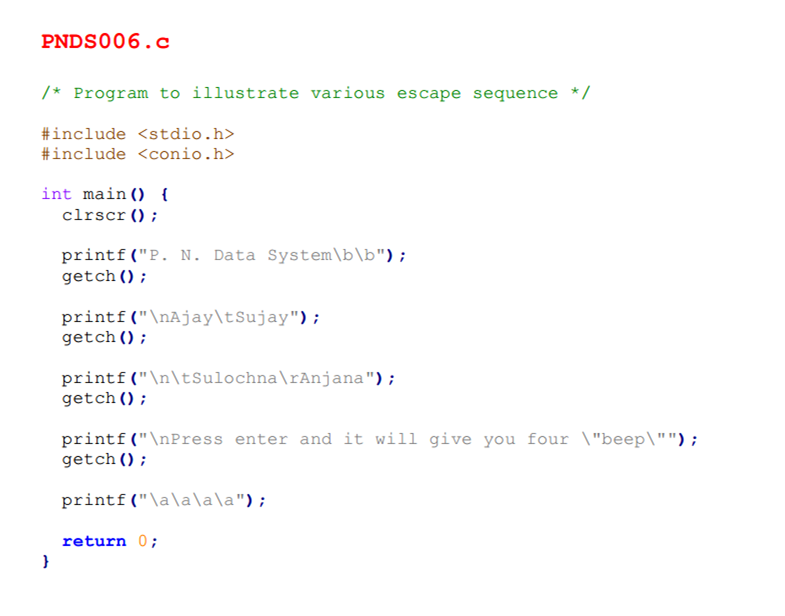 PNDS006.c
/* Program to illustrate various escape sequence */
#include <stdio.h>
#include <conio.h>
int main() {
  clrscr();
  printf("P. N. Data System\b\b");
  getch();
  printf("\nAjay\tSujay");
  getch();
  printf("\n\tSulochna\rAnjana");
  getch();
  printf("\nPress enter and it will give you four \"beep\"");
  getch();
  printf("\a\a\a\a");
  return 0;
}